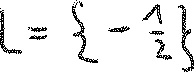 L = { - 1/2 }